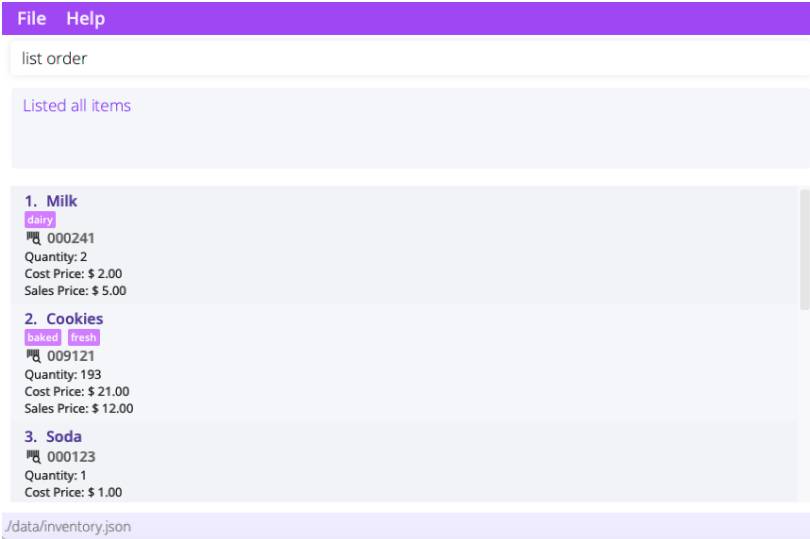 File Help
list order
Listed all items
1. Milk
dairy
000241
Quantity: 2
Cost Price: $ 2.00
Sales Price: $ 5.00
2. Cookies
baked fresh
009121
Quantity: 193
Cost Price: $ 21.00
Sales Price: $ 12.00
3. Soda
000123
Quantity: 1
Cost Price: $ 1.00
./data/inventory.json